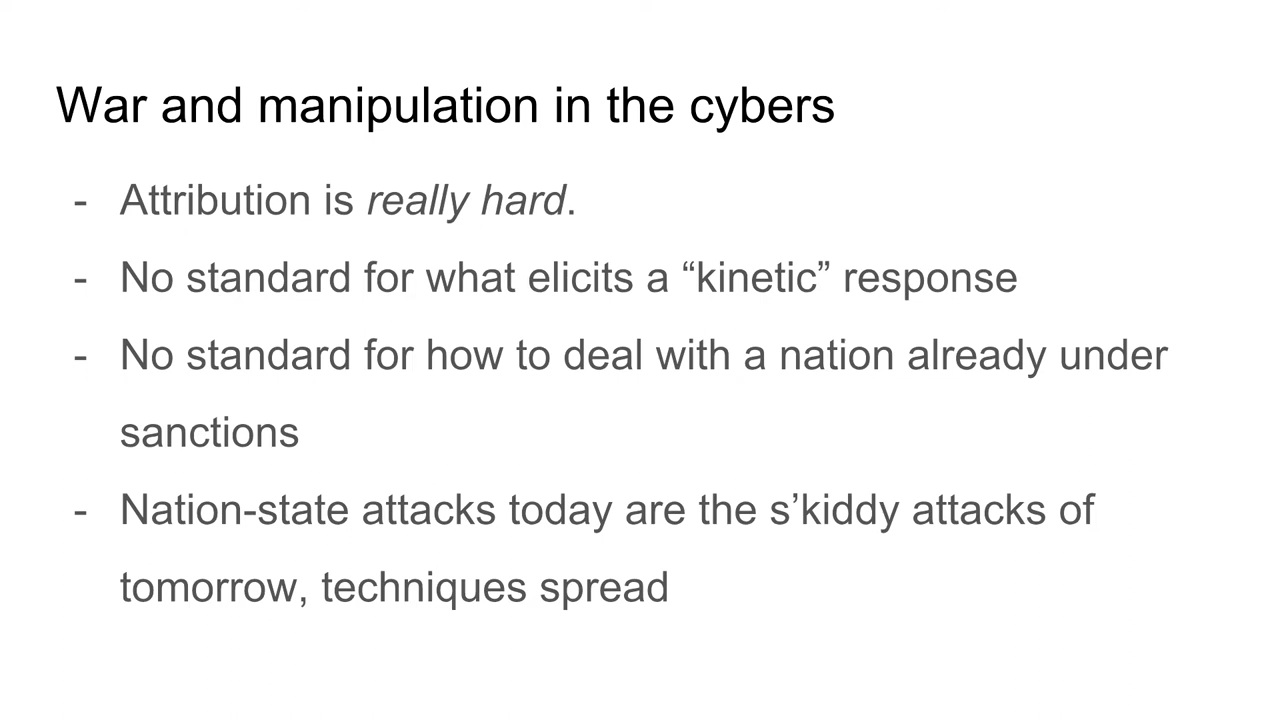 War and manipulation in the cybers
- Attribution is really hard.
- No standard for what elicits a “kinetic” response
- No standard for how to deal with a nation already under
sanctions
- Nation-state attacks today are the s’kiddy attacks of
tomorrow, techniques spread